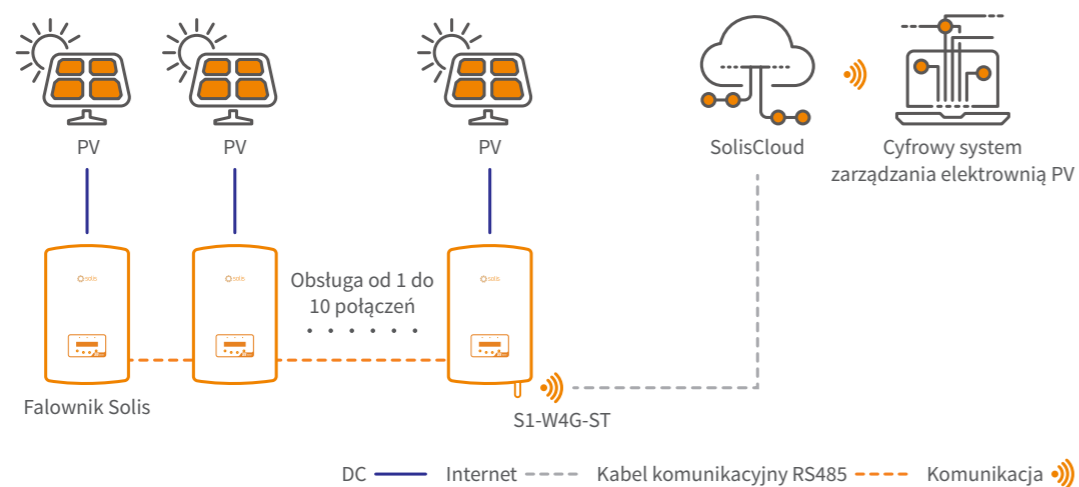 PV
PV
PV
SolisCloud
Cyfrowy system
zarządzania elektrownią PV
solis
solis
solis
Obsługa od 1 do
10 połączeń
Falownik Solis
S1-W4G-ST
DC
Internet
Kabel komunikacyjny RS485
Komunikacja